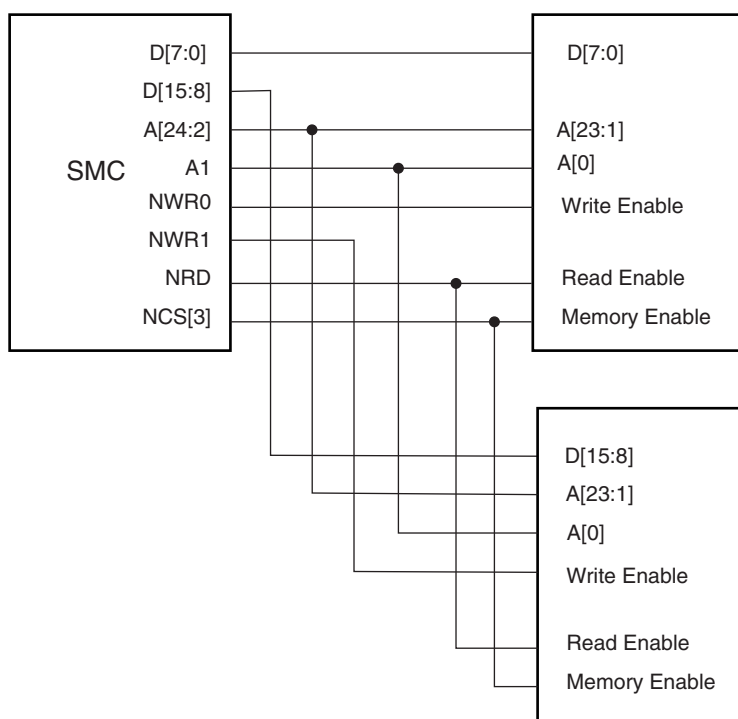 D[7:0]
D[7:0]
D[15:8]
A[24:2]
A[23:1]
SMC
A1
A[0]
NWR0
Write Enable
NWR1
NRD
Read Enable
NCS[3]
Memory Enable
D[15:8]
A[23:1]
A[0]
Write Enable
Read Enable
Memory Enable